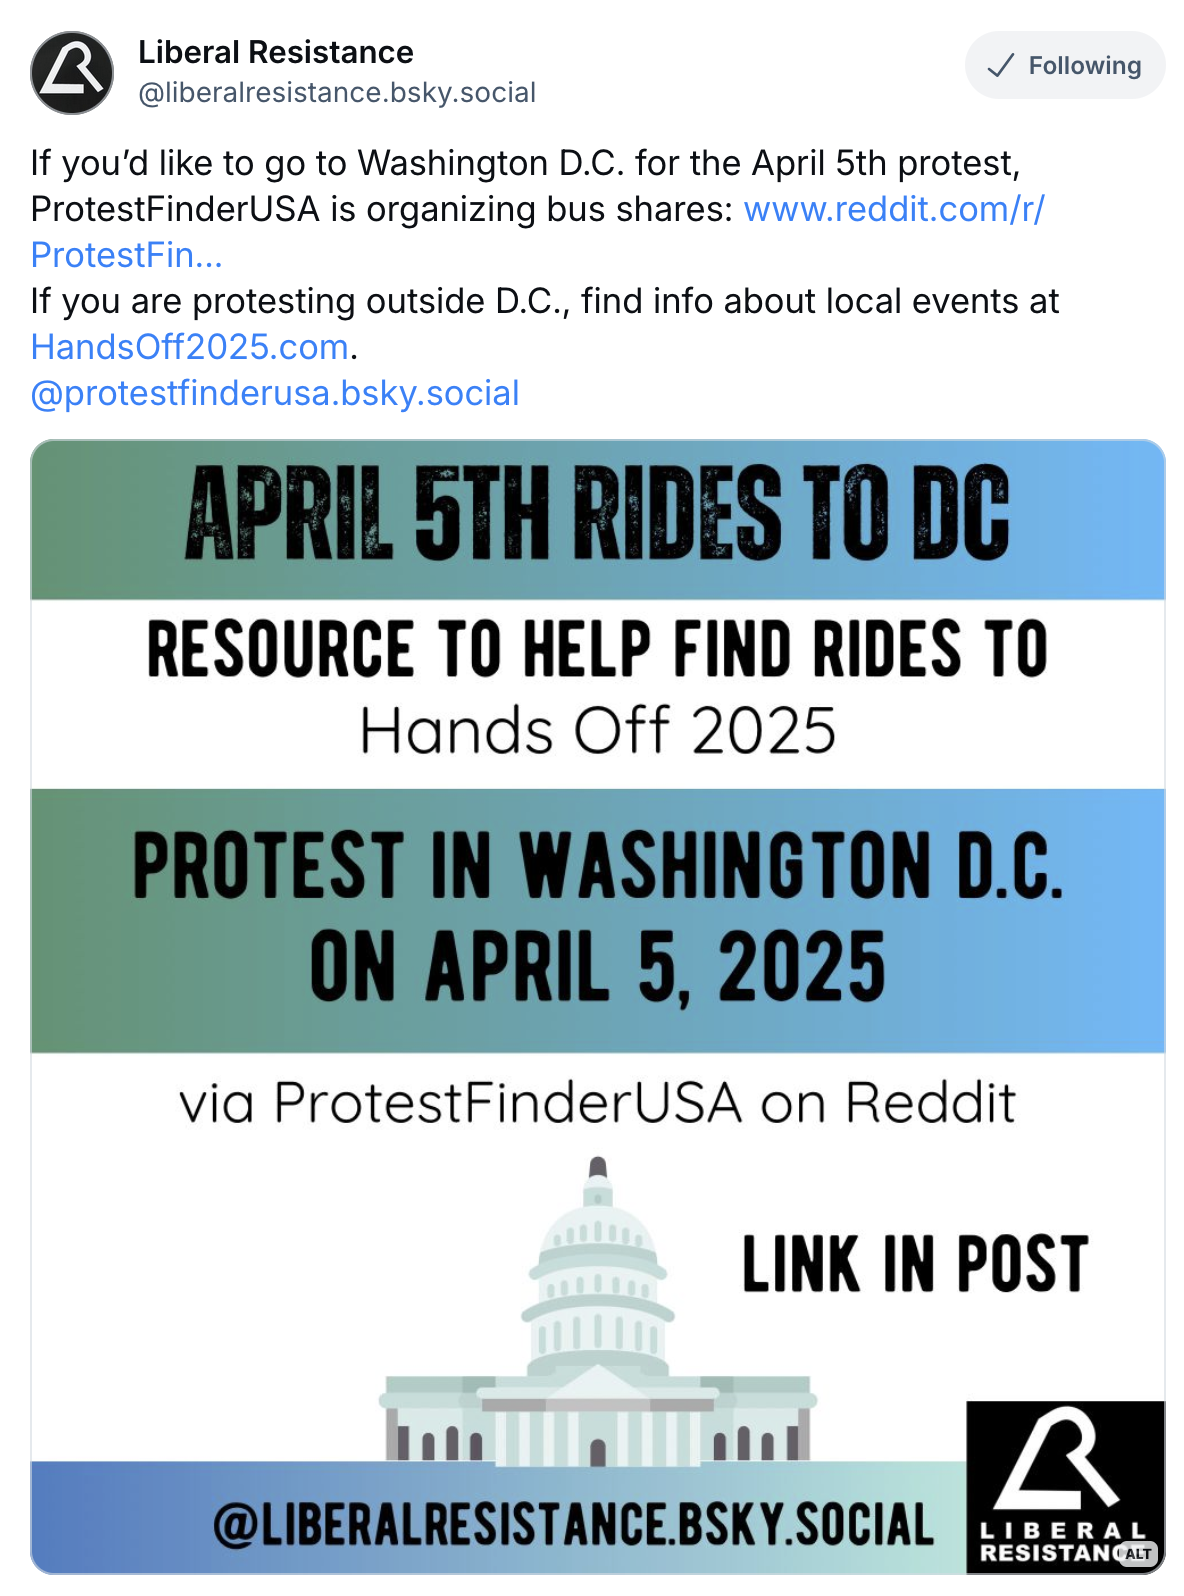 Liberal Resistance
@liberalresistance.bsky.social
Following
If you’d like to go to Washington D.C. for the April 5th protest,
ProtestFinderUSA is organizing bus shares: www.reddit.com/r/
ProtestFin...
If you are protesting outside D.C., find info about local events at
HandsOff2025.com.
@protestfinderusa.bsky.social
APRIL 5TH RIDES TO DC
RESOURCE TO HELP FIND RIDES TO
Hands Off 2025
PROTEST IN WASHINGTON D.C.
ON APRIL 5, 2025
via ProtestFinderUSA on Reddit
LINK IN POST
@LIBERALRESISTANCE.BSKY.SOCIAL
LIBERAL
RESISTANCE
ALT